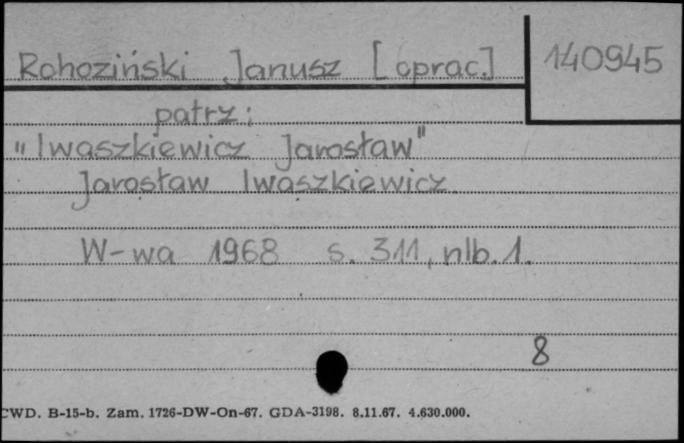 Rohoziński Janusz [oprac.] 140945
patrz:
"Iwaszkiewicz Jarosław"
Jarosław Iwaszkiewicz
W-wa 1968 s. 311, nlb. 1.
8
CWD. B-15-b. Zam. 1726-DW-On-67. GDA-3198. 8.11.67. 4.630.000.